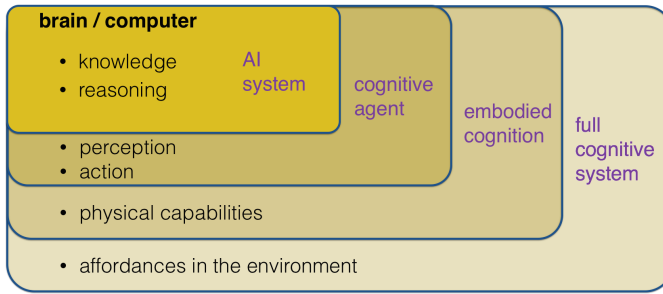 brain / computer
• knowledge
• reasoning
AI
system
cognitive
agent
embodied
cognition
full
cognitive
system
• perception
• action
• physical capabilities
• affordances in the environment